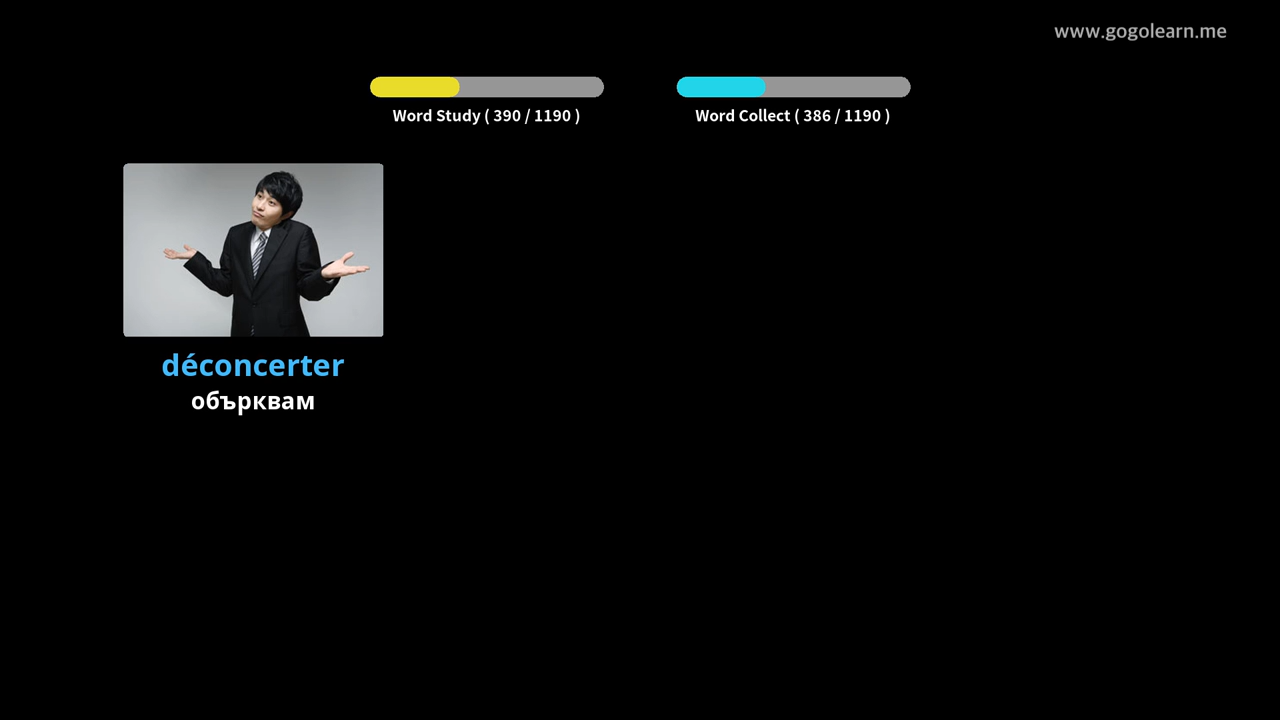 www.gogolearn.me
Word Study ( 390 / 1190 )
Word Collect ( 386 / 1190 )
déconcerter
обърквам